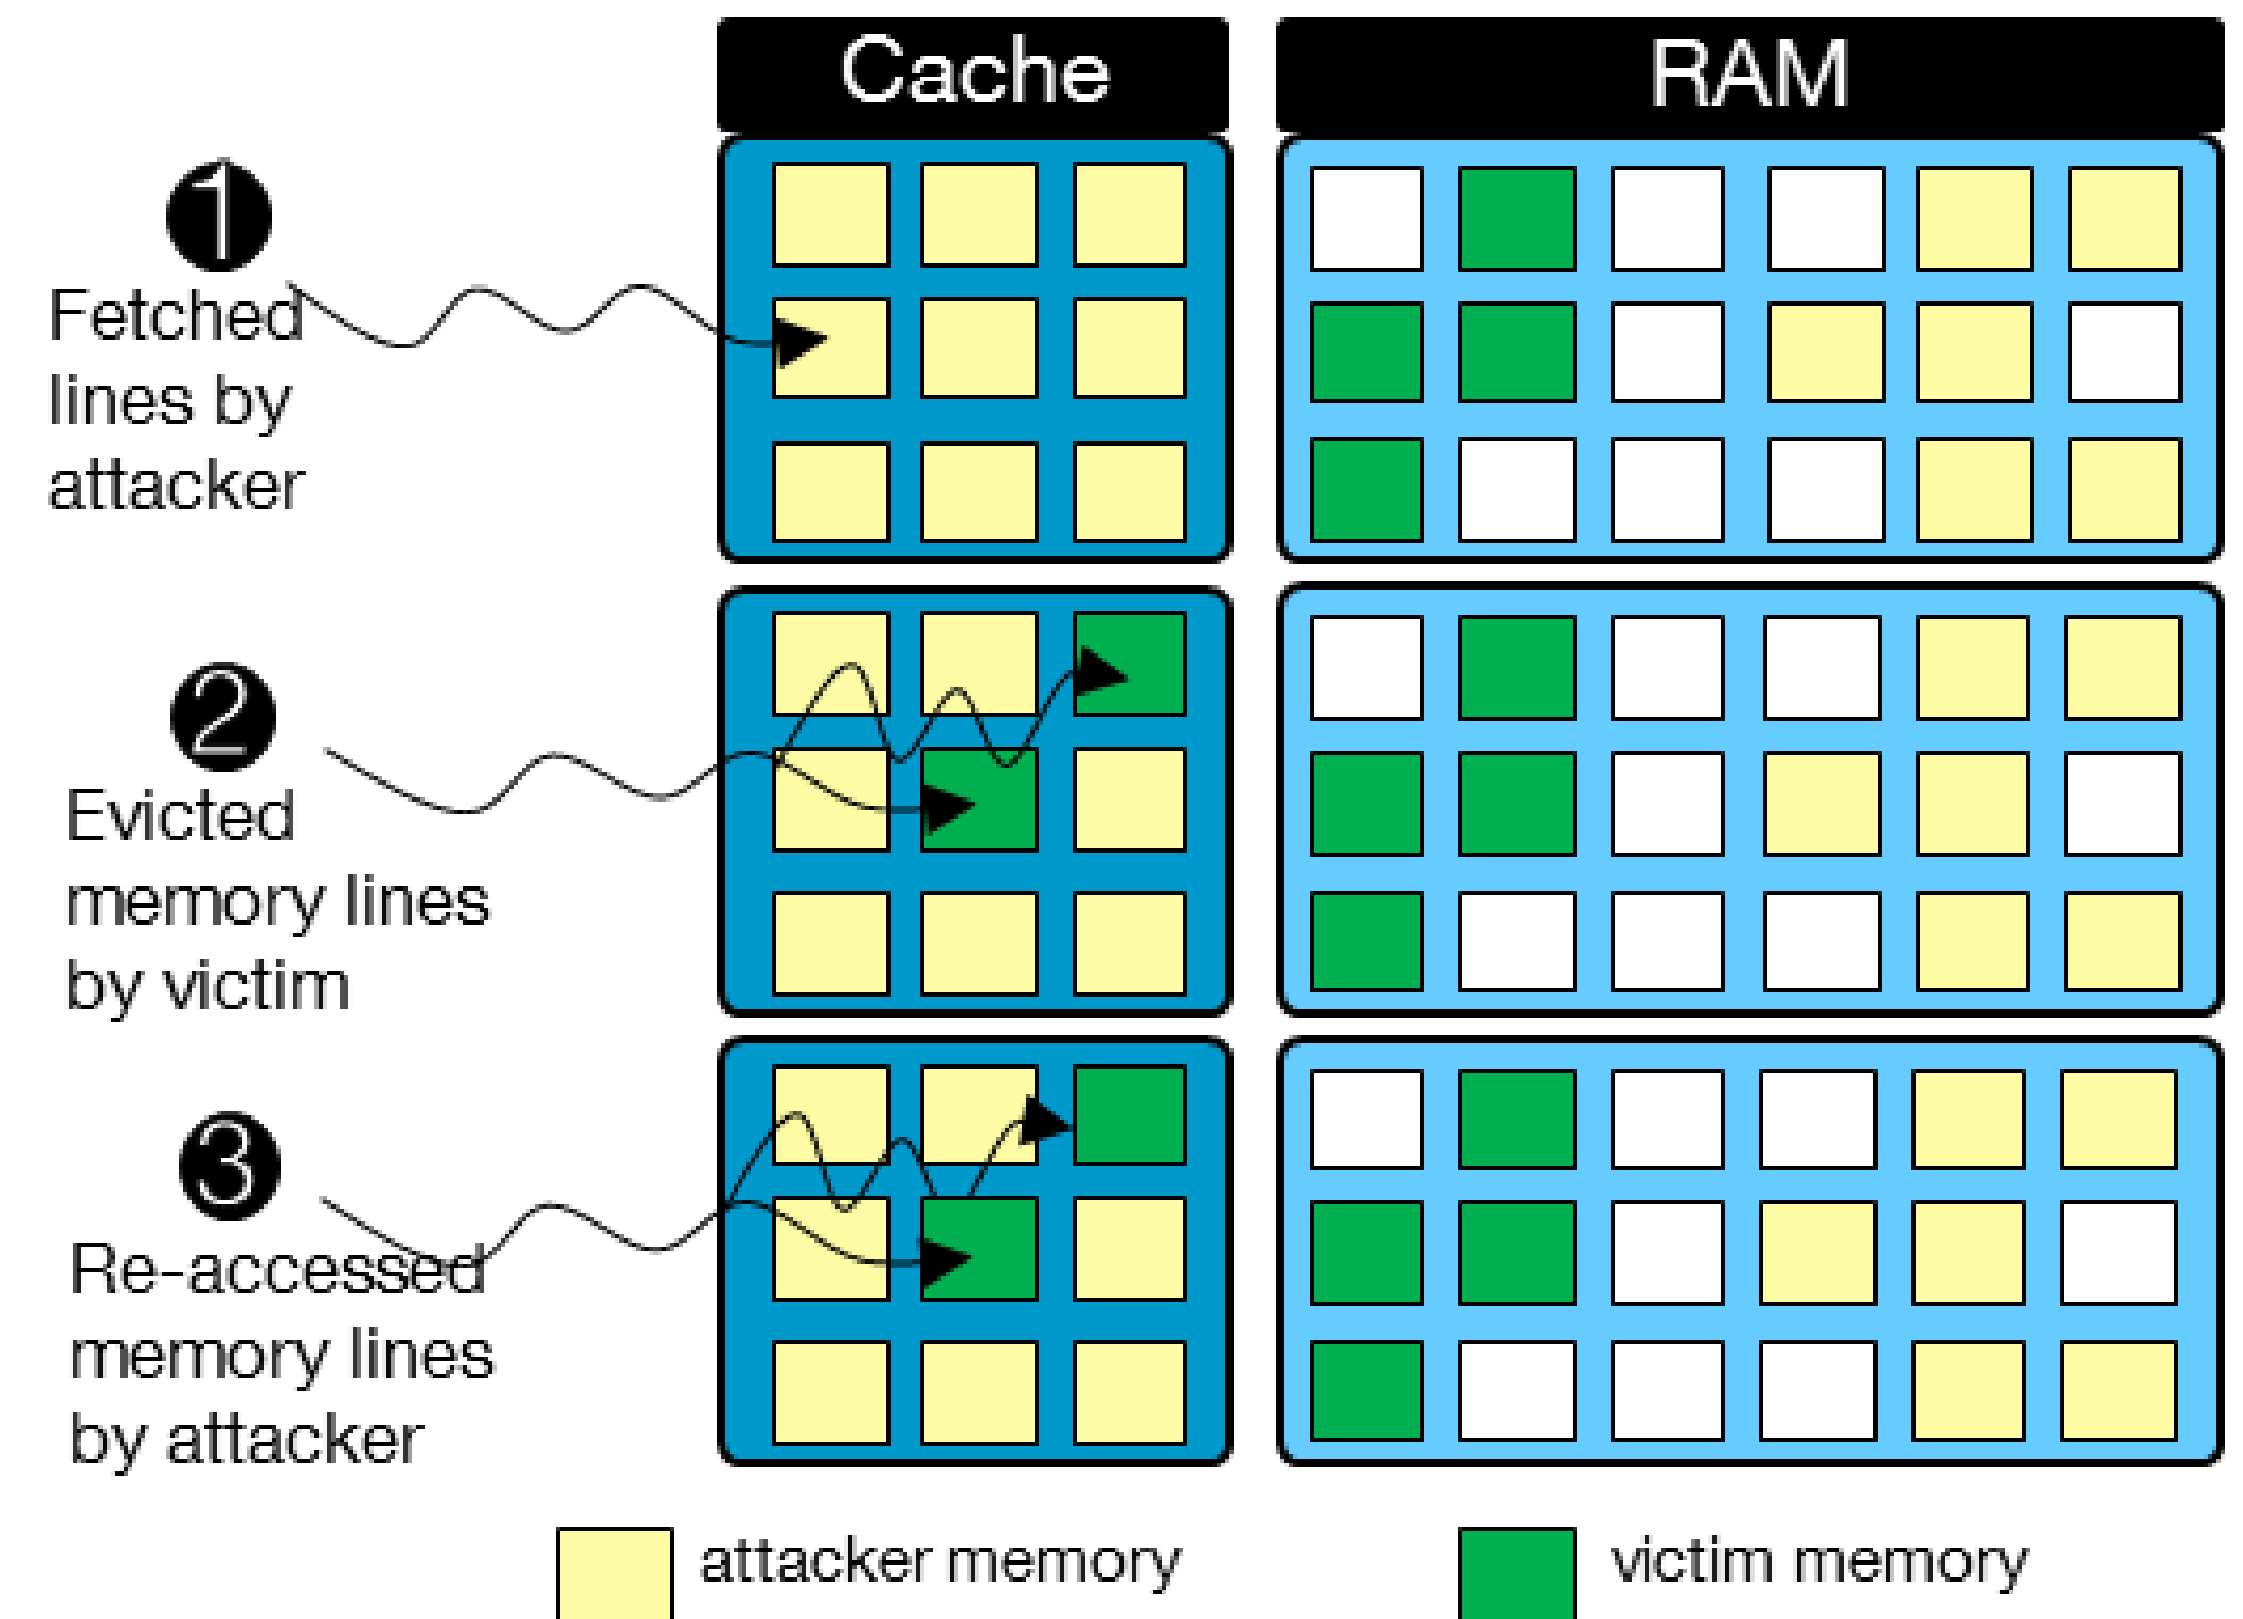 Cache
RAM
1
Fetched
lines by
attacker
2
Evicted
memory lines
by victim
3
Re-accessed
memory lines
by attacker
attacker memory
victim memory